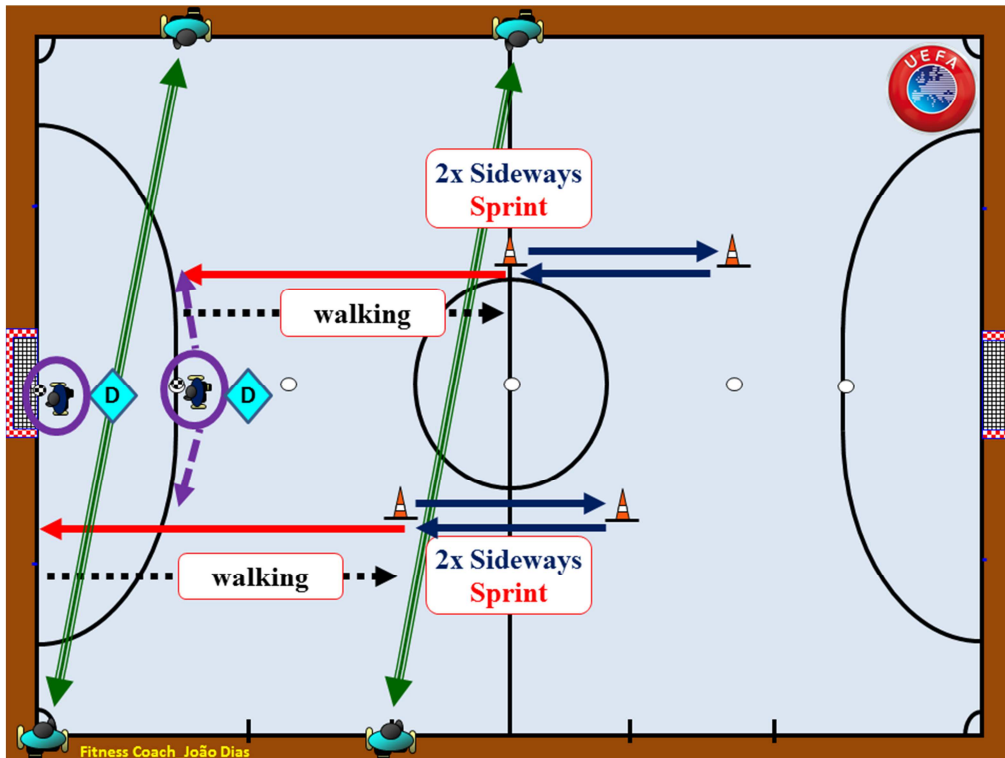 UEFA
2x Sideways
Sprint
walking
D
D
2x Sideways
Sprint
walking
Fitness Coach João Dias